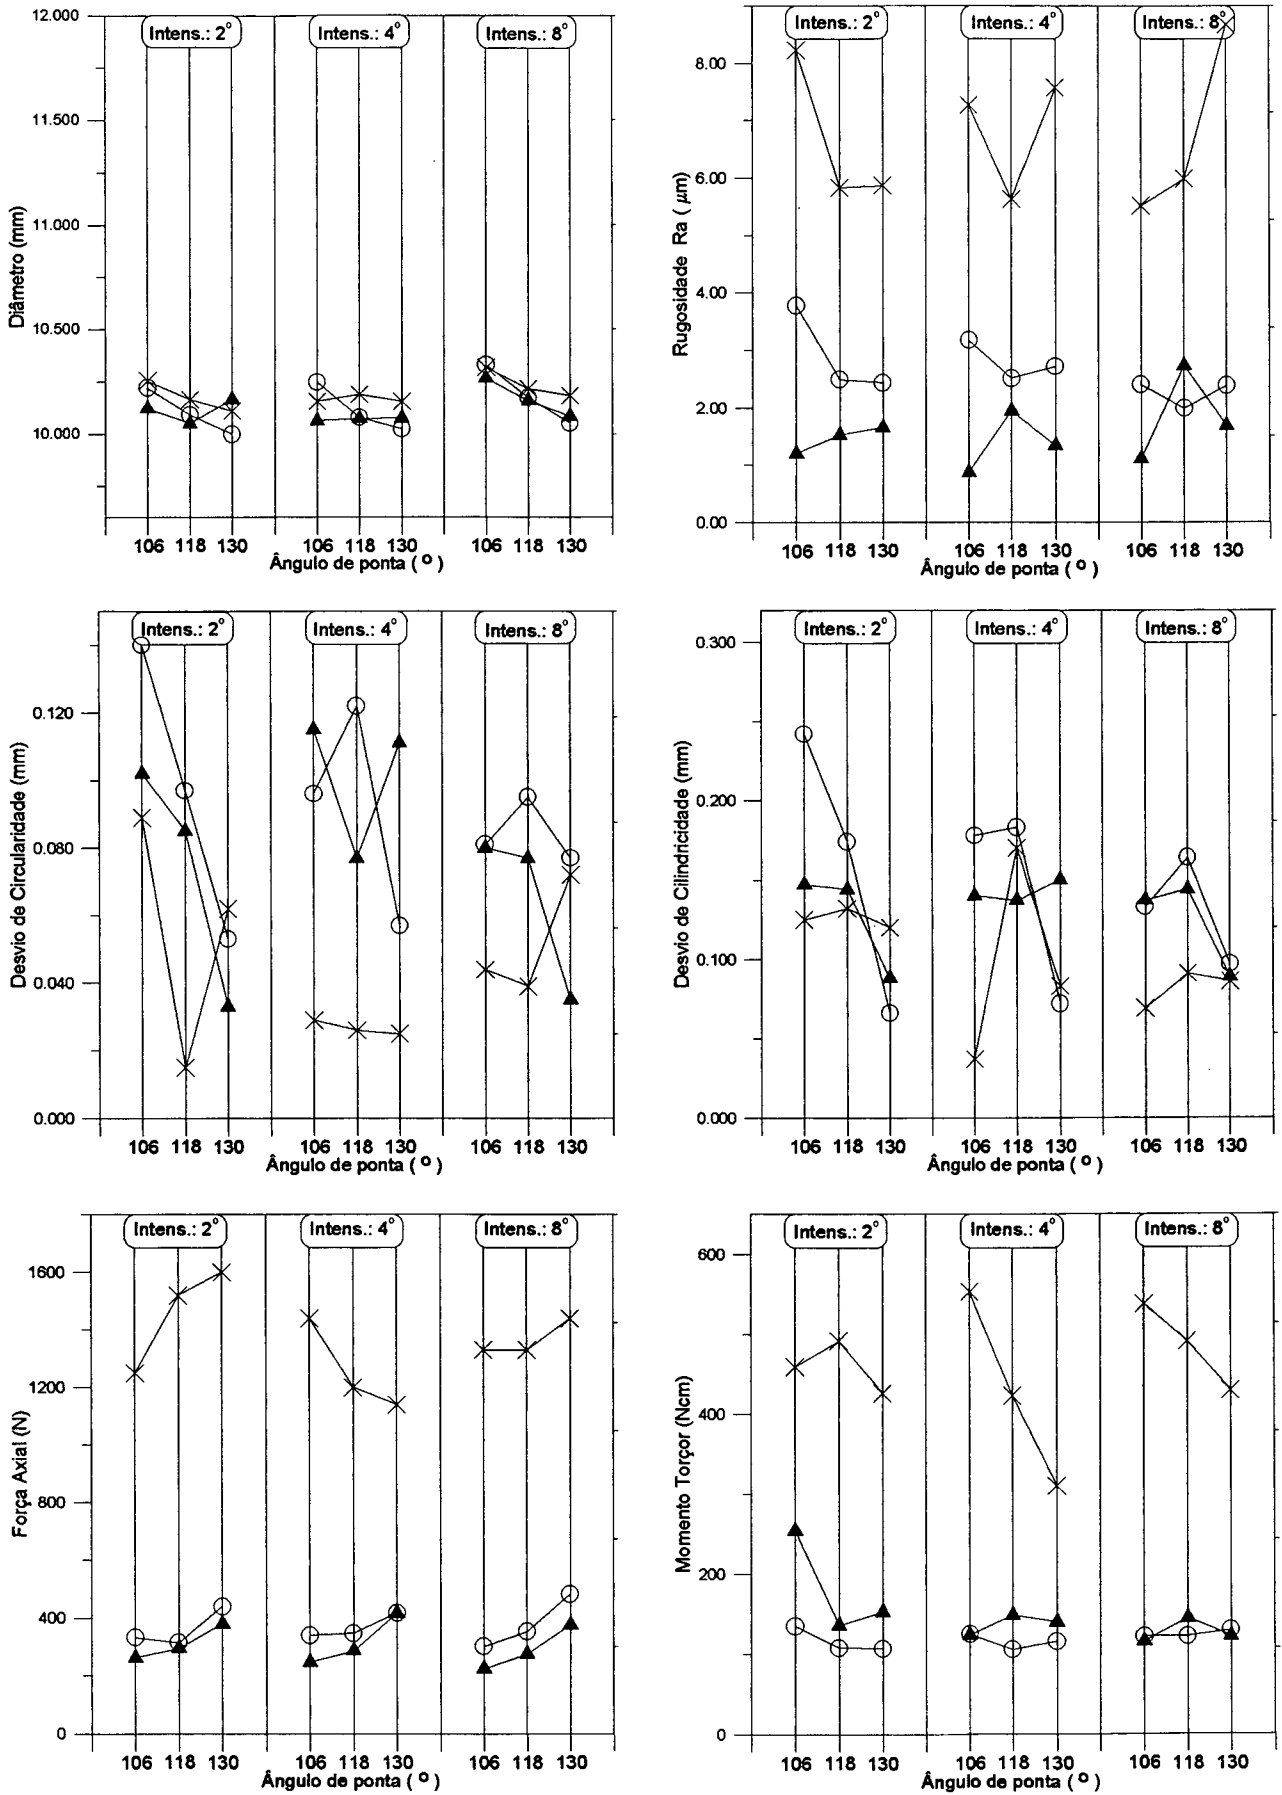 Intens.: 2° Intens.: 4° Intens.: 8°
12.000
11.500
11.000
10.500
10.000
Diâmetro (mm)
106 118 130 106 118 130 106 118 130
Ângulo de ponta ( ° )
Intens.: 2° Intens.: 4° Intens.: 8°
8.00
6.00
4.00
2.00
0.00
Rugosidade Ra ( μm)
106 118 130 106 118 130 106 118 130
Ângulo de ponta ( ° )
Intens.: 2° Intens.: 4° Intens.: 8°
0.120
0.080
0.040
0.000
Desvio de Circularidade (mm)
106 118 130 106 118 130 106 118 130
Ângulo de ponta ( ° )
Intens.: 2° Intens.: 4° Intens.: 8°
0.300
0.200
0.100
0.000
Desvio de Cilindricidade (mm)
106 118 130 106 118 130 106 118 130
Ângulo de ponta ( ° )
Intens.: 2° Intens.: 4° Intens.: 8°
1600
1200
800
400
0
Força Axial (N)
106 118 130 106 118 130 106 118 130
Ângulo de ponta ( ° )
Intens.: 2° Intens.: 4° Intens.: 8°
600
400
200
0
Momento Torçor (Ncm)
106 118 130 106 118 130 106 118 130
Ângulo de ponta ( ° )